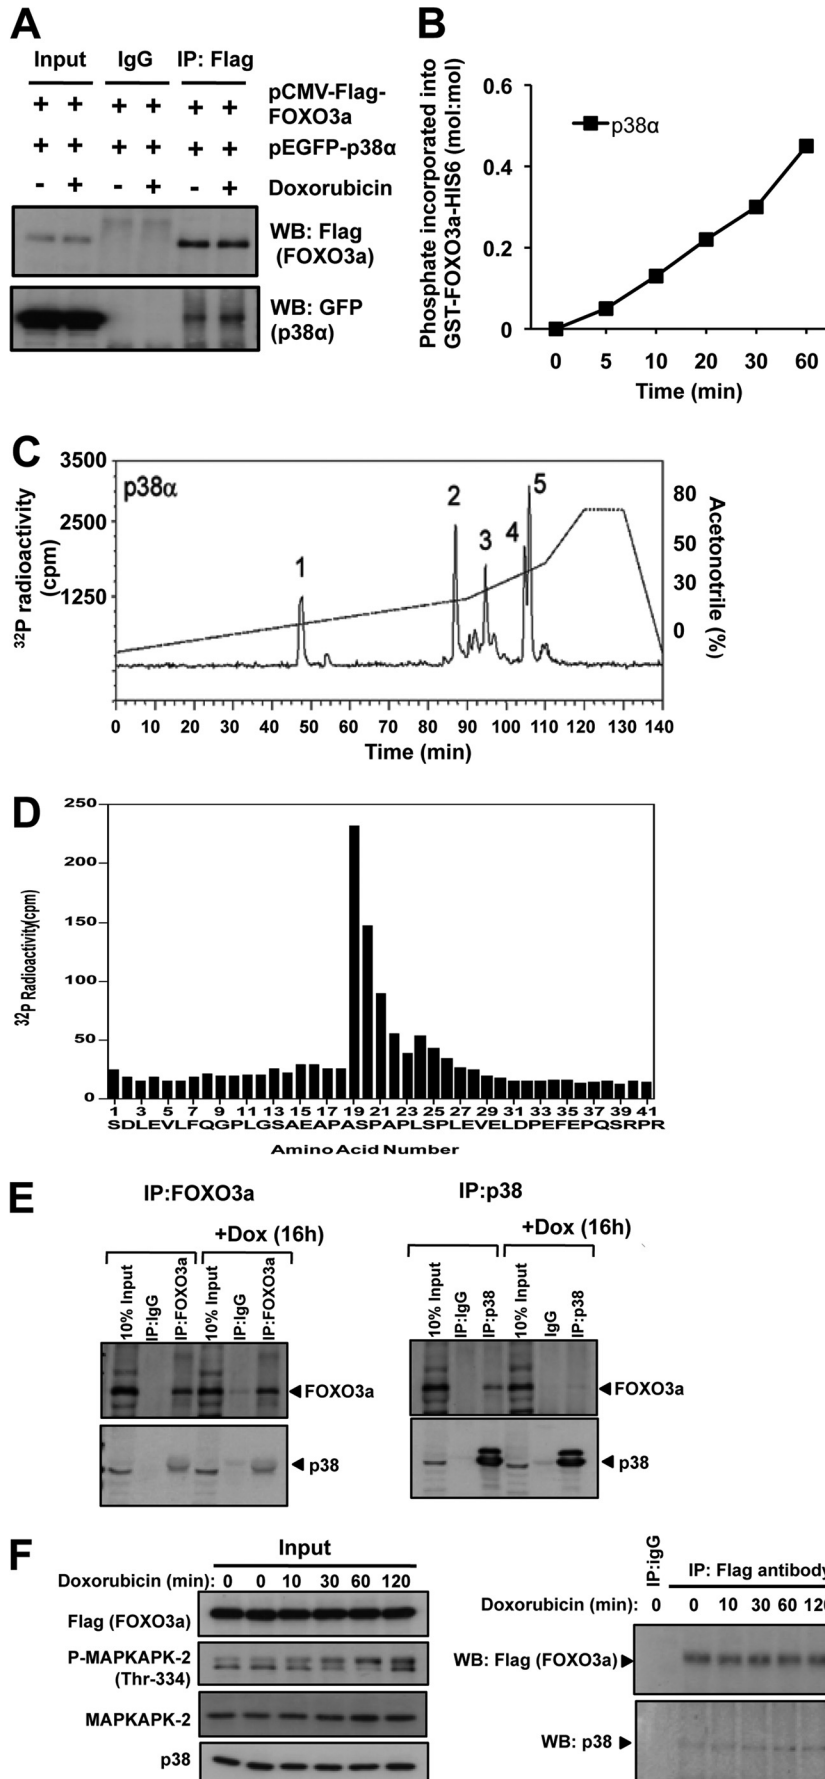 A
Input IgG IP: Flag
+ + + + + + pCMV-Flag-
FOXO3a
+ + + + + + pEGFP-p38α
- + - + - + Doxorubicin
WB: Flag
(FOXO3a)
WB: GFP
(p38α)
B
Phosphate incorporated into
GST-FOXO3a-HIS6 (mol:mol)
0.6
0.4
0.2
0
p38α
0 5 10 20 30 60
Time (min)
C
32P radioactivity
(cpm)
3500
2500
1250
p38α
1 2 3 4 5
80
50
30
0
Acetonotrile (%)
0 10 20 30 40 50 60 70 80 90 100 110 120 130 140
Time (min)
D
32p Radioactivity(cpm)
250
200
150
100
50
0
1 3 5 7 9 11 13 15 17 19 21 23 25 27 29 31 33 35 37 39 41
SDLEVLFQGPLGSAEAPASPAPLSPLEVELDPEFEPQSRPR
Amino Acid Number
E
IP:FOXO3a
+Dox (16h)
10% Input IP:IgG IP:FOXO3a 10% Input IP:IgG IP:FOXO3a
FOXO3a
p38
IP:p38
+Dox (16h)
10% Input IP:IgG IP:p38 10% Input IgG IP:p38
FOXO3a
p38
F
Input
Doxorubicin (min): 0 0 10 30 60 120
Flag (FOXO3a)
P-MAPKAPK-2
(Thr-334)
MAPKAPK-2
p38
IP:igG
IP: Flag antibody
Doxorubicin (min): 0 0 10 30 60 120
WB: Flag (FOXO3a)
WB: p38